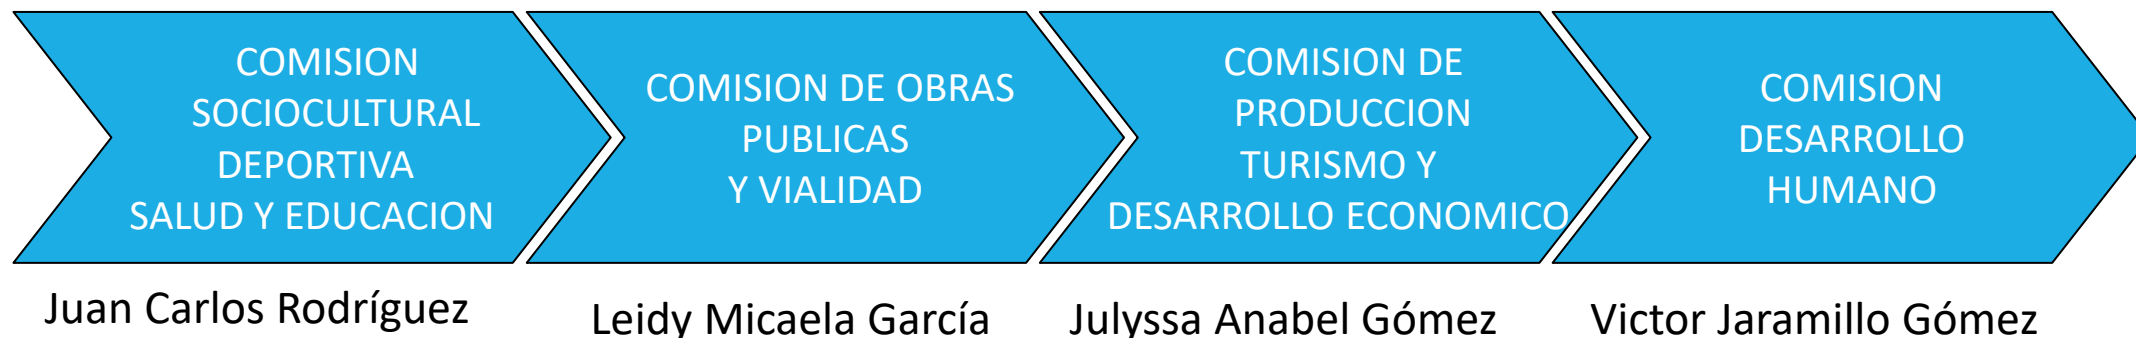 COMISION
SOCIOCULTURAL
DEPORTIVA
SALUD Y EDUCACION
COMISION DE OBRAS
PUBLICAS
Y VIALIDAD
COMISION DE
PRODUCCION
TURISMO Y
DESARROLLO ECONOMICO
COMISION
DESARROLLO
HUMANO
Juan Carlos Rodríguez
Leidy Micaela García
Julyssa Anabel Gómez
Victor Jaramillo Gómez